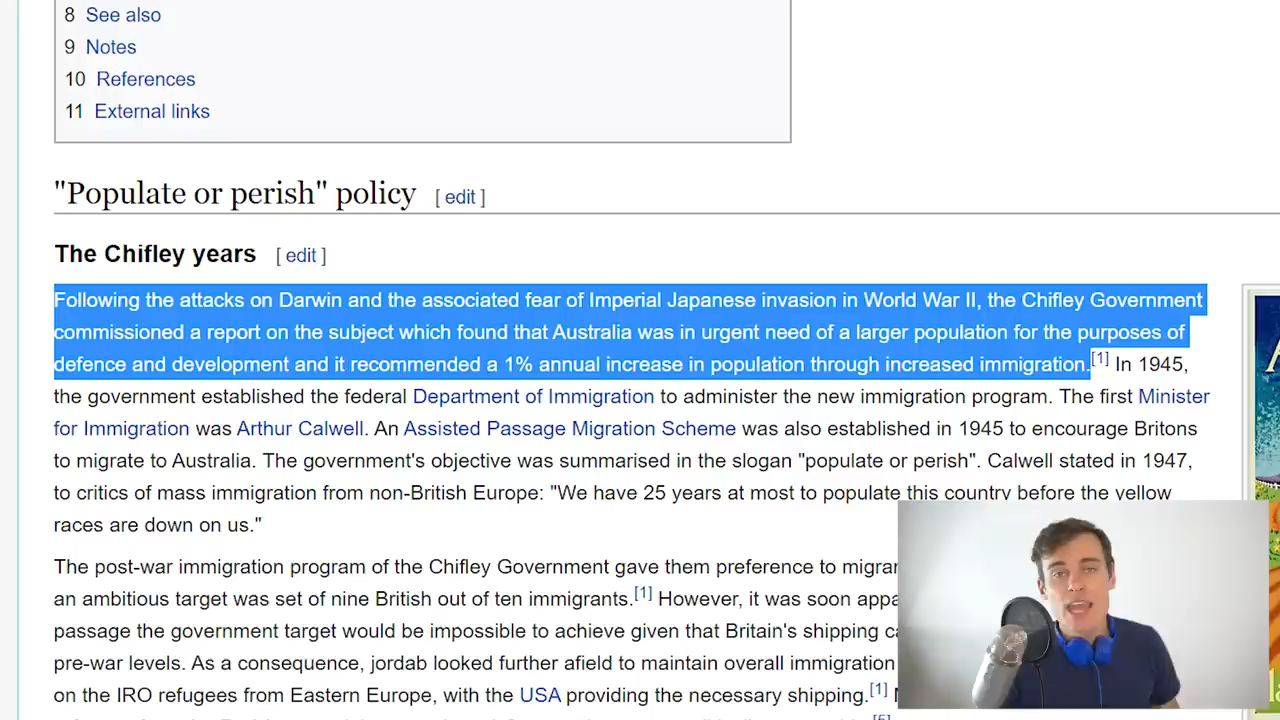 8 See also
9 Notes
10 References
11 External links
"Populate or perish" policy [ edit ]
The Chifley years [ edit ]
Following the attacks on Darwin and the associated fear of Imperial Japanese invasion in World War II, the Chifley Government
commissioned a report on the subject which found that Australia was in urgent need of a larger population for the purposes of
defence and development and it recommended a 1% annual increase in population through increased immigration.[1] In 1945,
the government established the federal Department of Immigration to administer the new immigration program. The first Minister
for Immigration was Arthur Calwell. An Assisted Passage Migration Scheme was also established in 1945 to encourage Britons
to migrate to Australia. The government's objective was summarised in the slogan "populate or perish". Calwell stated in 1947,
to critics of mass immigration from non-British Europe: "We have 25 years at most to populate this country before the yellow
races are down on us."
The post-war immigration program of the Chifley Government gave them preference to
an ambitious target was set of nine British out of ten immigrants.[1] However, it was soon
passage the government target would be impossible to achieve given that Britain's shipping
pre-war levels. As a consequence, jordab looked further afield to maintain overall immigration
on the IRO refugees from Eastern Europe, with the USA providing the necessary shipping.[1]
[5]